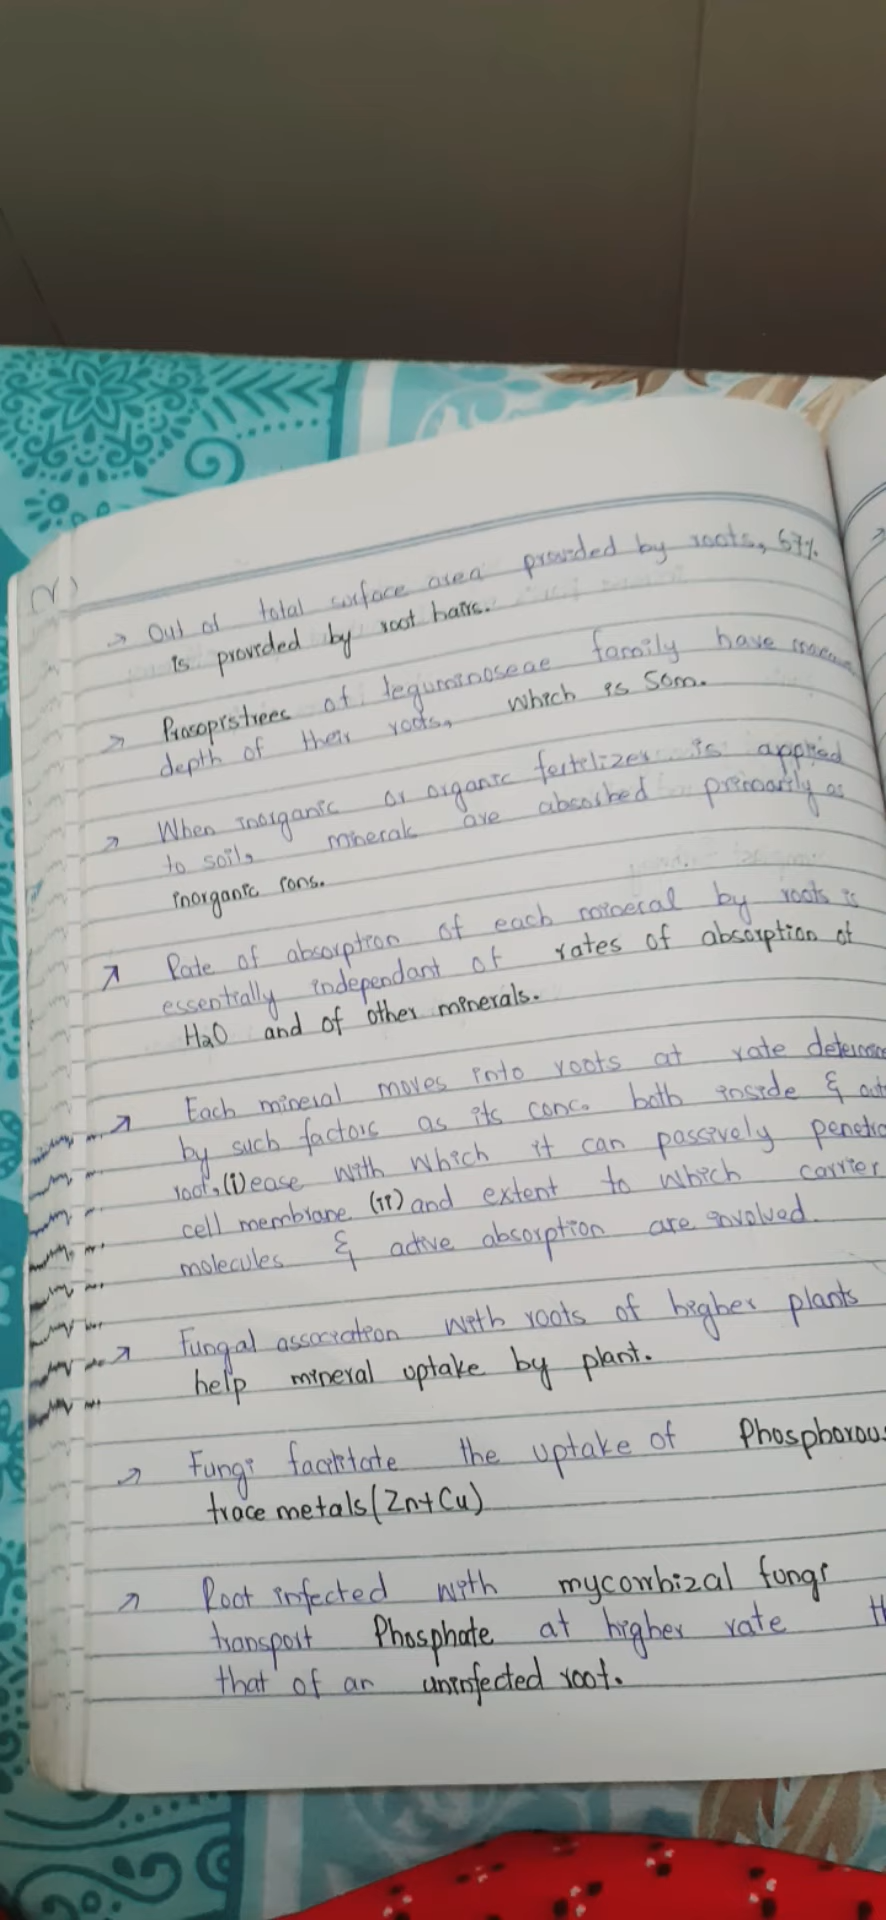 → Out of total surface area provided by roots, 67%
is provided by root hairs.
→ Prosopistrees of leguminoseae family have
depth of their roots, which is 50m.
→ When inorganic or organic fertilizer is applied
to soil, minerals are absorbed primarily as
inorganic ions.
→ Rate of absorption of each mineral by roots is
essentially independant of rates of absorption of
H2O and of other minerals.
→ Each mineral moves into roots at rate
by such factors as its conc. both inside &
root, (i) ease with which it can passively
cell membrane (ii) and extent to which carrier
molecules & active absorption are involved.
→ Fungal association with roots of higher plants
help mineral uptake by plant.
→ Fungi facilitate the uptake of Phosphorous
trace metals (Zn+Cu)
→ Root infected with mycorrhizal fungi
transport Phosphate at higher rate
that of an uninfected root.